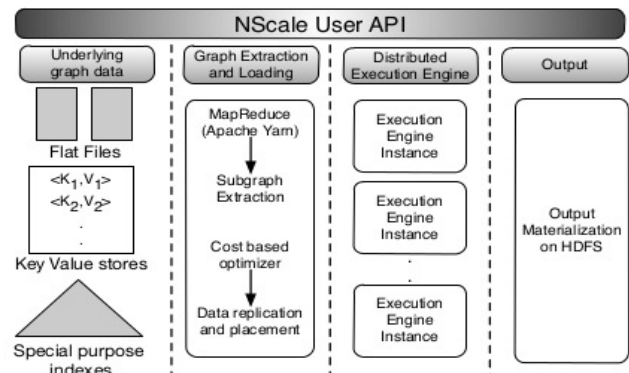 NScale User API
Underlying
graph data
Flat Files
<K1,V1>
<K2,V2>
.
.
Key Value stores
Special purpose
indexes
Graph Extraction
and Loading
MapReduce
(Apache Yarn)
Subgraph
Extraction
Cost based
optimizer
Data replication
and placement
Distributed
Execution Engine
Execution
Engine
Instance
Execution
Engine
Instance
.
.
Execution
Engine
Instance
Output
Output
Materialization
on HDFS